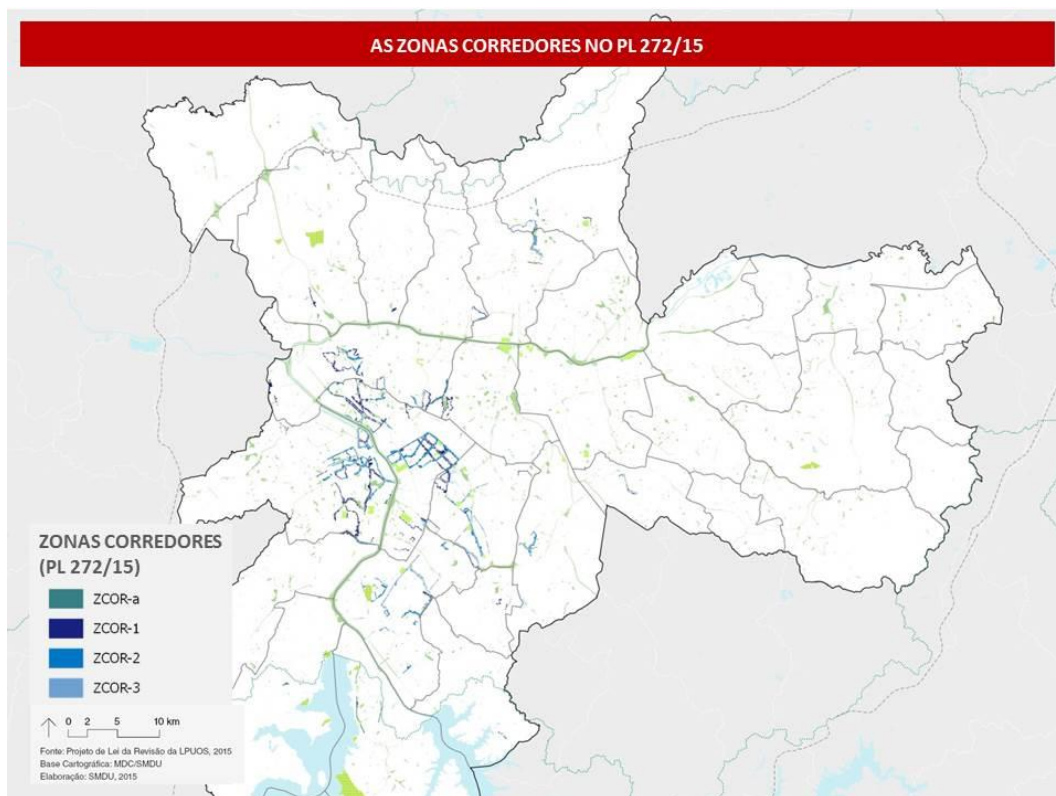 AS ZONAS CORREDORES NO PL 272/15
ZONAS CORREDORES
(PL 272/15)
ZCOR-a
ZCOR-1
ZCOR-2
ZCOR-3
0 2 5 10 km
Fonte: Projeto de Lei da Revisão da LPUOS, 2015
Base Cartográfica: MDC/SMDU
Elaboração: SMDU, 2015